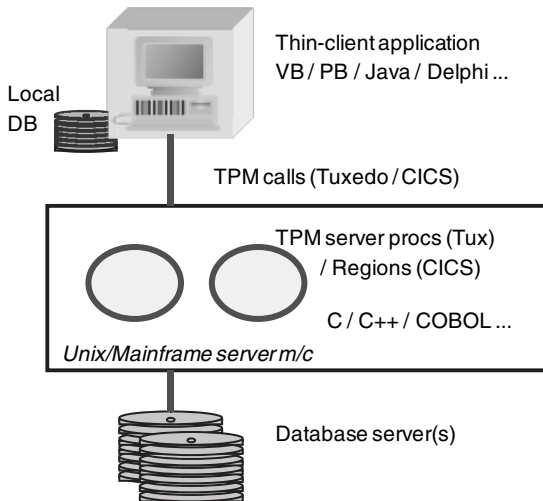 Thin-client application
VB / PB / Java / Delphi ...
Local
DB
TPM calls (Tuxedo / CICS)
TPM server procs (Tux)
/ Regions (CICS)
C / C++ / COBOL ...
Unix/Mainframe server m/c
Database server(s)